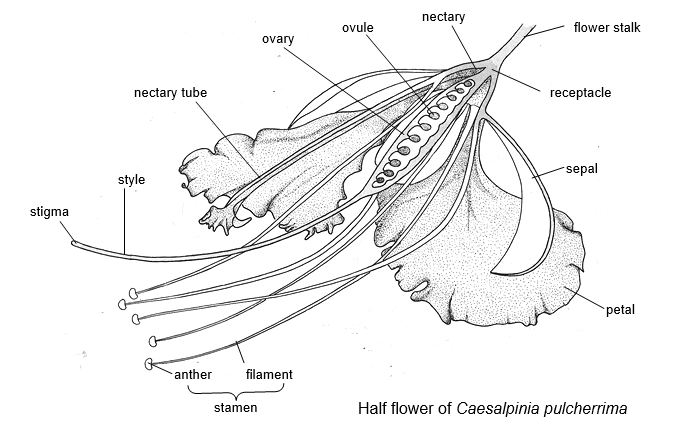 nectary
flower stalk
ovule
ovary
nectary tube
receptacle
sepal
style
stigma
petal
anther
filament
stamen
Half flower of Caesalpinia pulcherrima